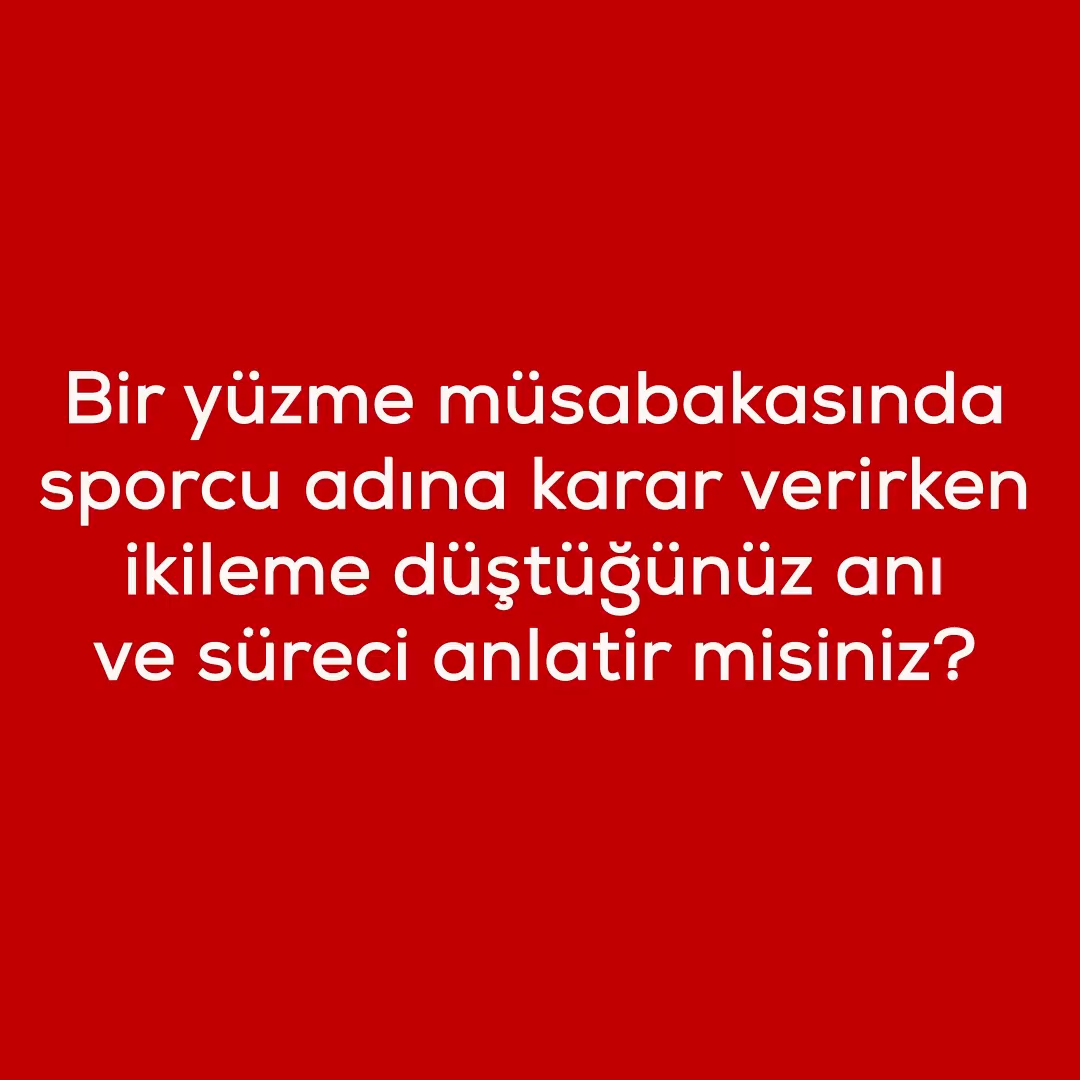 Bir yüzme müsabakasında
sporcu adına karar verirken
ikileme düştüğünüz anı
ve süreci anlatir misiniz?